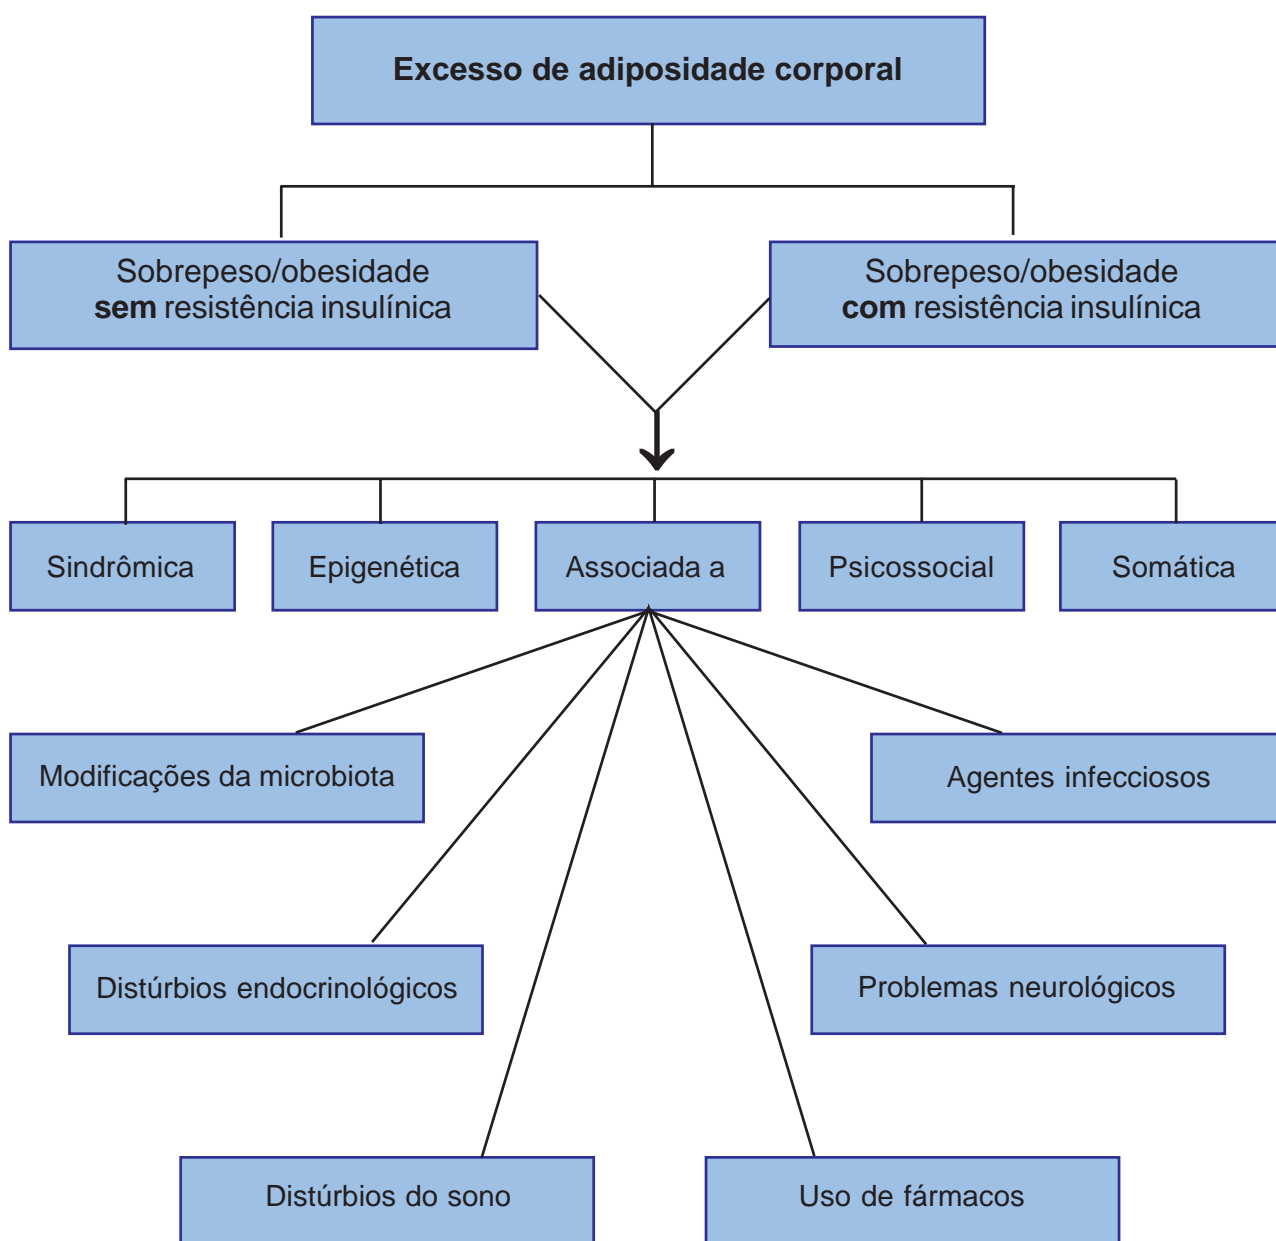 Excesso de adiposidade corporal
Sobrepeso/obesidade
sem resistência insulínica
Sobrepeso/obesidade
com resistência insulínica
Sindrômica
Epigenética
Associada a
Psicossocial
Somática
Modificações da microbiota
Agentes infecciosos
Distúrbios endocrinológicos
Problemas neurológicos
Distúrbios do sono
Uso de fármacos